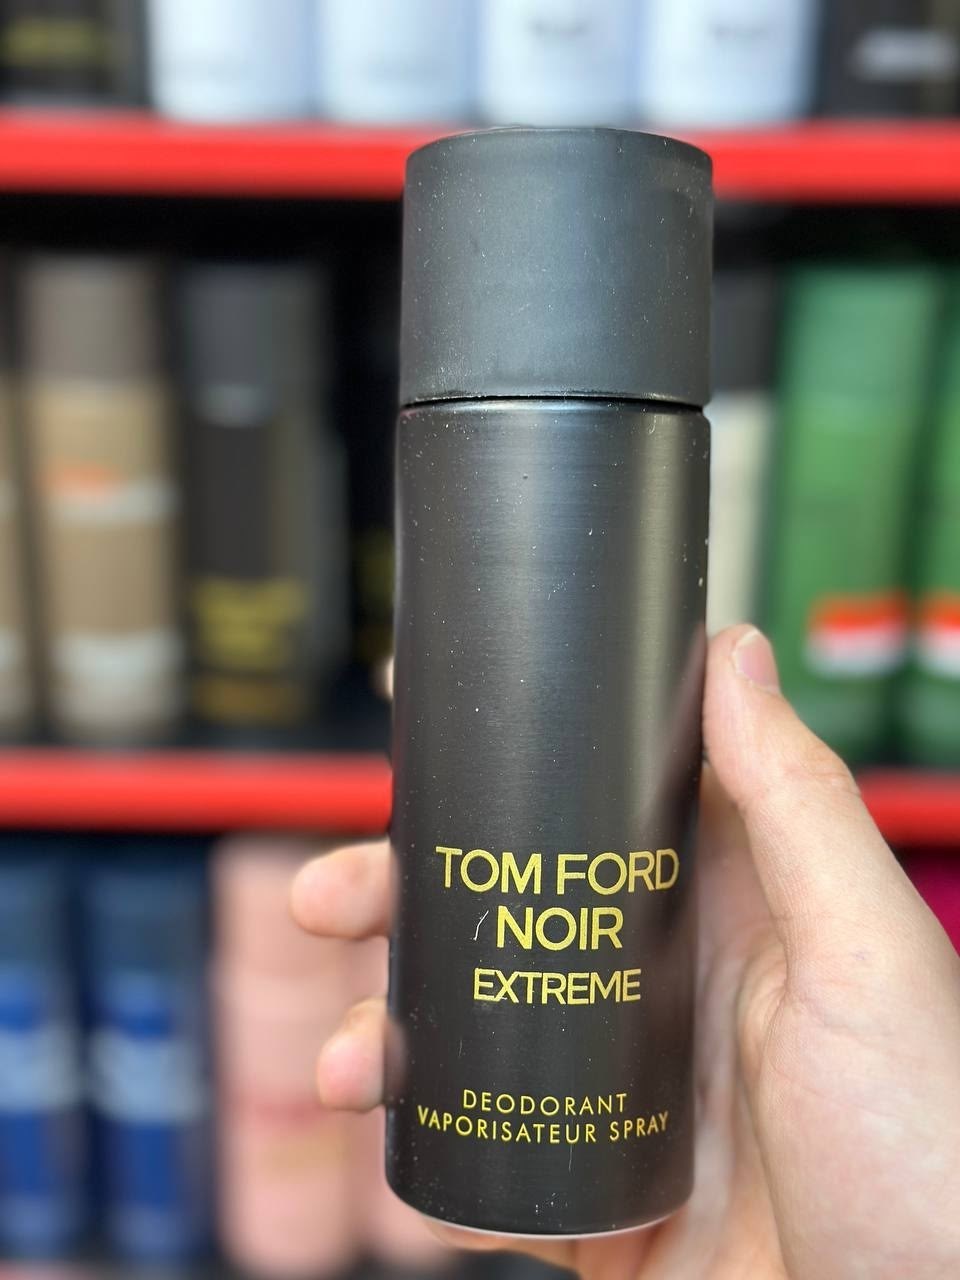 TOM FORD
NOIR
EXTREME
DEODORANT
VAPORISATEUR SPRAY